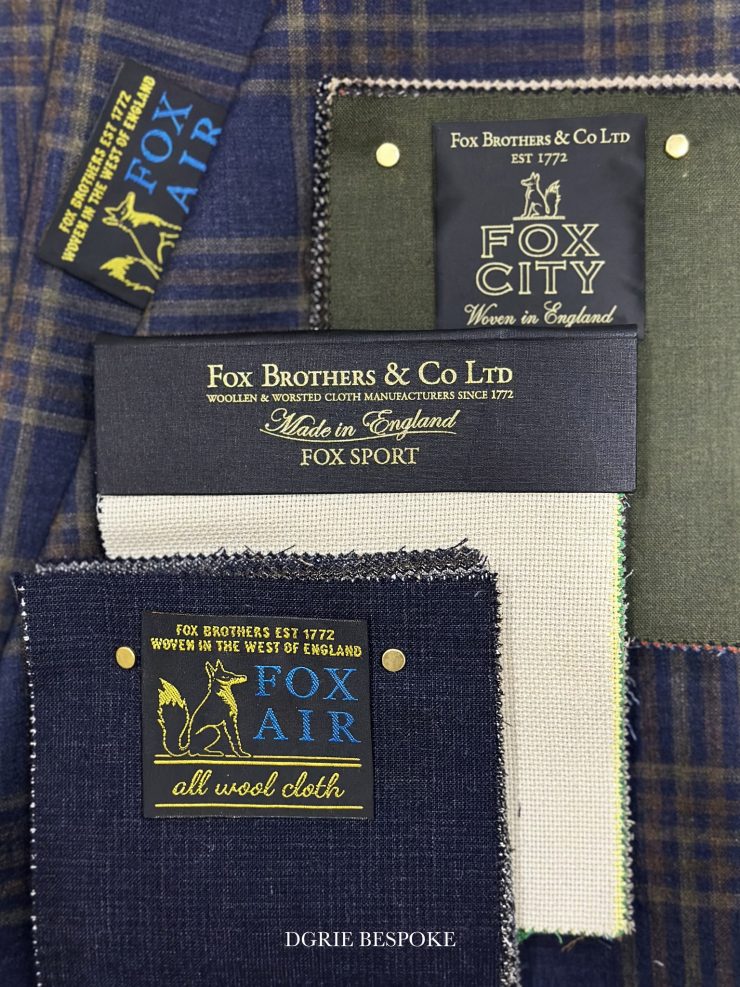 FOX BROTHERS EST 1772
WOVEN IN THE WEST OF ENGLAND
FOX
AIR
FOX BROTHERS & CO LTD
EST 1772
FOX
CITY
Woven in England
FOX BROTHERS & CO LTD
WOOLLEN & WORSTED CLOTH MANUFACTURERS SINCE 1772
Made in England
FOX SPORT
FOX BROTHERS EST 1772
WOVEN IN THE WEST OF ENGLAND
FOX
AIR
all wool cloth
DGRIE BESPOKE